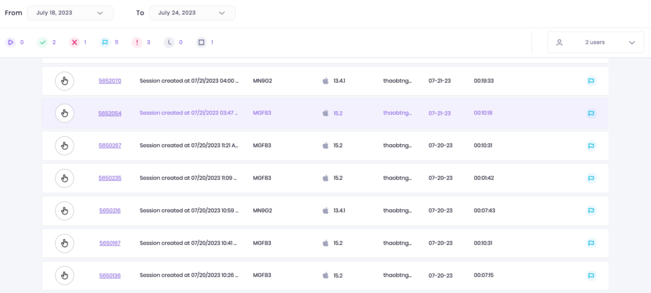 From July 18, 2023 To July 24, 2023
0 2 1 11 3 0 1 2 users
5652070 Session created at 07/21/2023 04:00 ... MN9G2 13.4.1 thaobtng... 07-21-23 00:19:33
5652054 Session created at 07/21/2023 03:47 ... MGF83 15.2 thaobtng... 07-21-23 00:10:18
5650267 Session created at 07/20/2023 11:21 A... MGF83 15.2 thaobtng... 07-20-23 00:10:31
5650235 Session created at 07/20/2023 11:09 ... MGF83 15.2 thaobtng... 07-20-23 00:01:42
5650216 Session created at 07/20/2023 10:59 ... MN9G2 13.4.1 thaobtng... 07-20-23 00:07:43
5650187 Session created at 07/20/2023 10:41 ... MGF83 15.2 thaobtng... 07-20-23 00:10:31
5650136 Session created at 07/20/2023 10:26 ... MGF83 15.2 thaobtng... 07-20-23 00:07:15